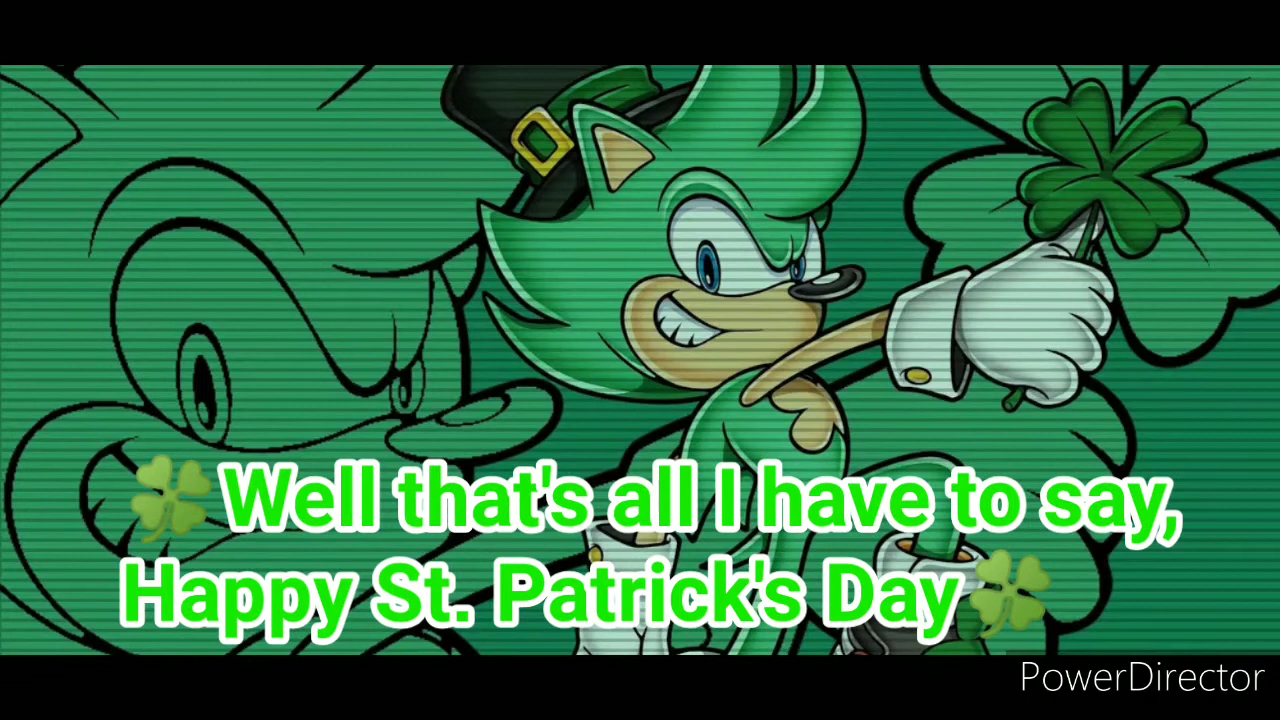 🍀Well that's all I have to say,
Happy St. Patrick's Day🍀
PowerDirector